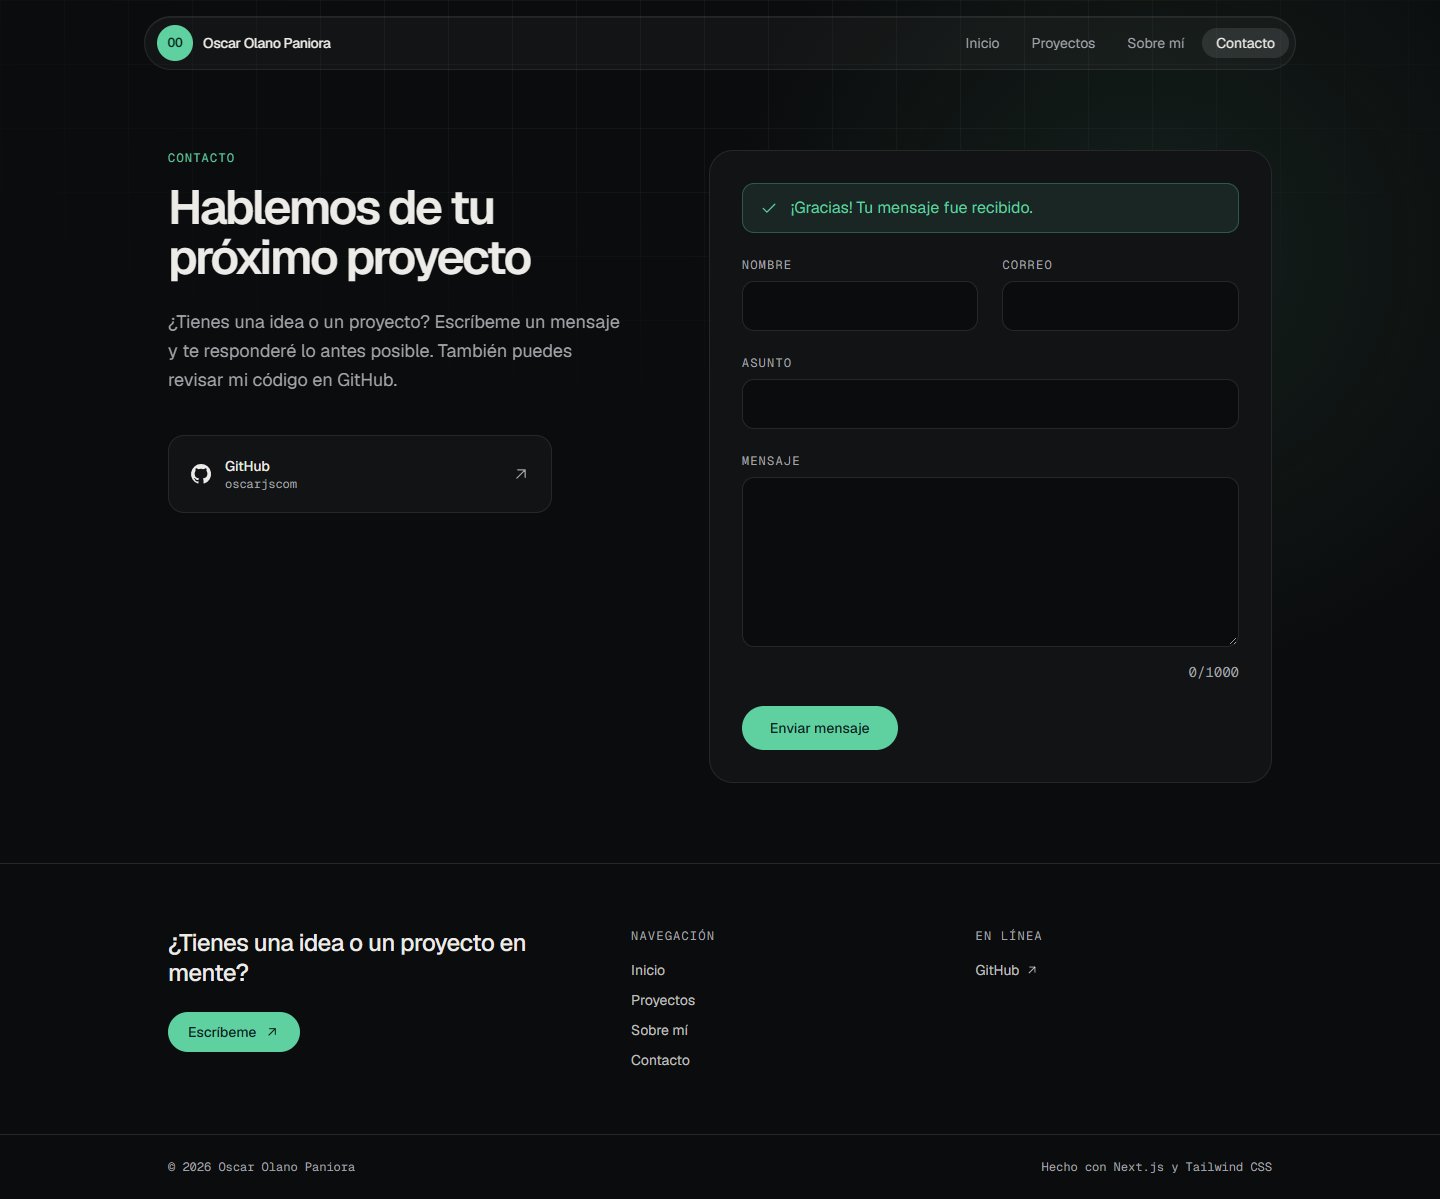 OO
Oscar Olano Paniora
Inicio
Proyectos
Sobre mí
Contacto
CONTACTO
Hablemos de tu
próximo proyecto
¿Tienes una idea o un proyecto? Escríbeme un mensaje
y te responderé lo antes posible. También puedes
revisar mi código en GitHub.
GitHub
oscarjscom
¡Gracias! Tu mensaje fue recibido.
NOMBRE
CORREO
ASUNTO
MENSAJE
0/1000
Enviar mensaje
¿Tienes una idea o un proyecto en
mente?
Escríbeme
NAVEGACIÓN
Inicio
Proyectos
Sobre mí
Contacto
EN LÍNEA
GitHub
© 2026 Oscar Olano Paniora
Hecho con Next.js y Tailwind CSS